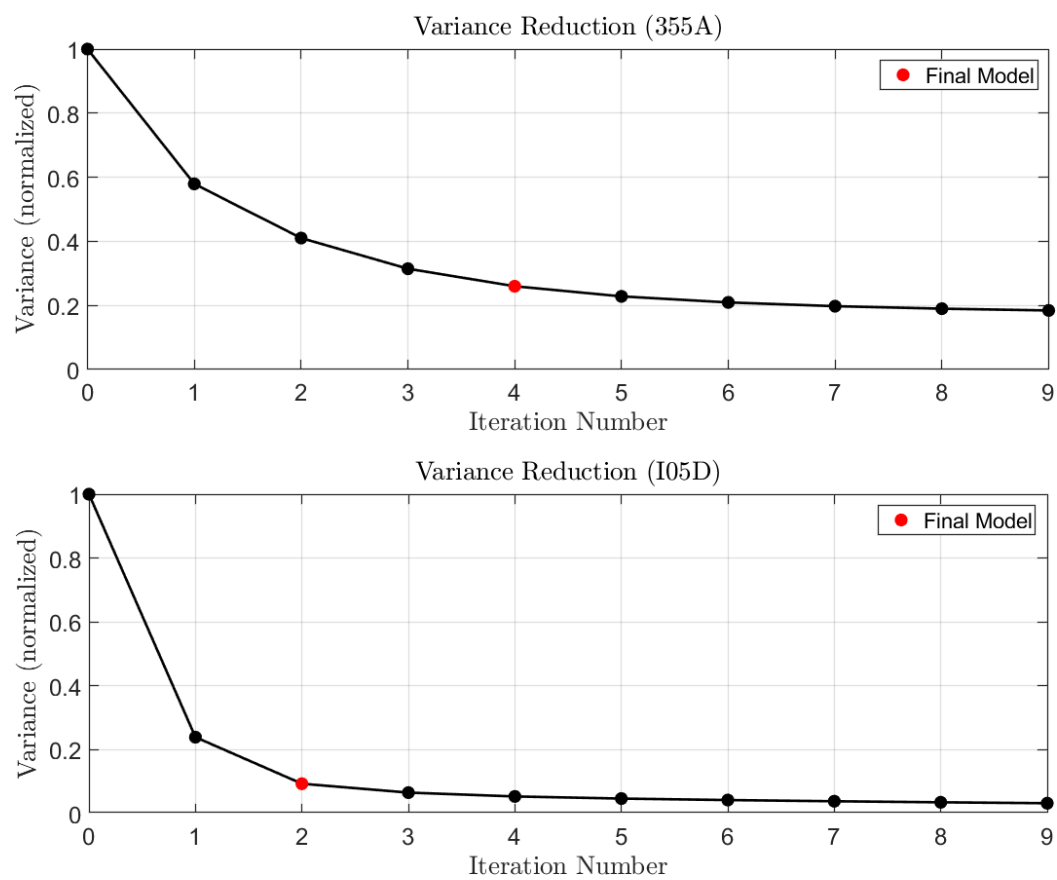 Variance Reduction (355A)
Final Model
Variance (normalized)
1
0.8
0.6
0.4
0.2
0
0 1 2 3 4 5 6 7 8 9
Iteration Number
Variance Reduction (I05D)
Final Model
Variance (normalized)
1
0.8
0.6
0.4
0.2
0
0 1 2 3 4 5 6 7 8 9
Iteration Number